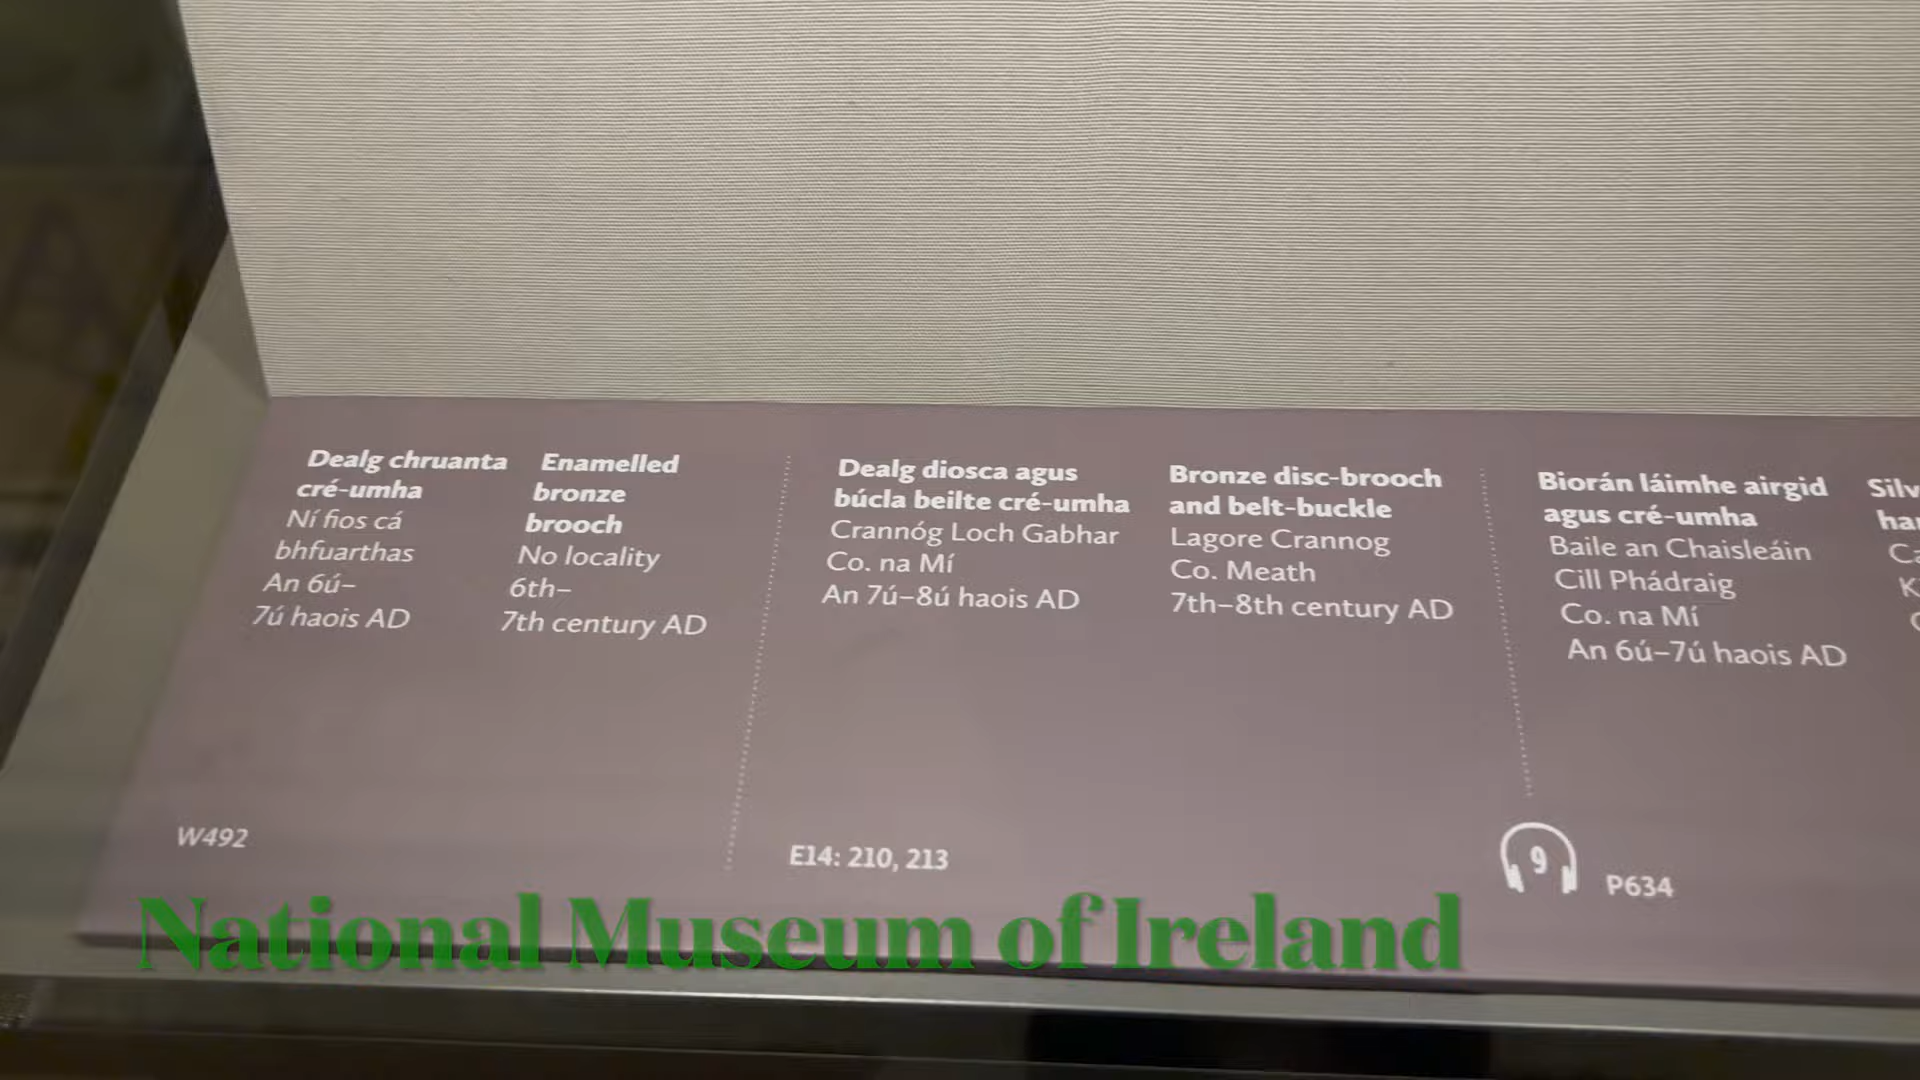 Dealg chruanta
cré-umha
Ní fios cá
bhfuarthas
An 6ú–
7ú haois AD
Enamelled
bronze
brooch
No locality
6th–
7th century AD
W492
Dealg diosca agus
búcla beilte cré-umha
Crannóg Loch Gabhar
Co. na Mí
An 7ú–8ú haois AD
Bronze disc-brooch
and belt-buckle
Lagore Crannog
Co. Meath
7th–8th century AD
E14: 210, 213
Biorán láimhe airgid
agus cré-umha
Baile an Chaisleáin
Cill Phádraig
Co. na Mí
An 6ú–7ú haois AD
9
P634
National Museum of Ireland